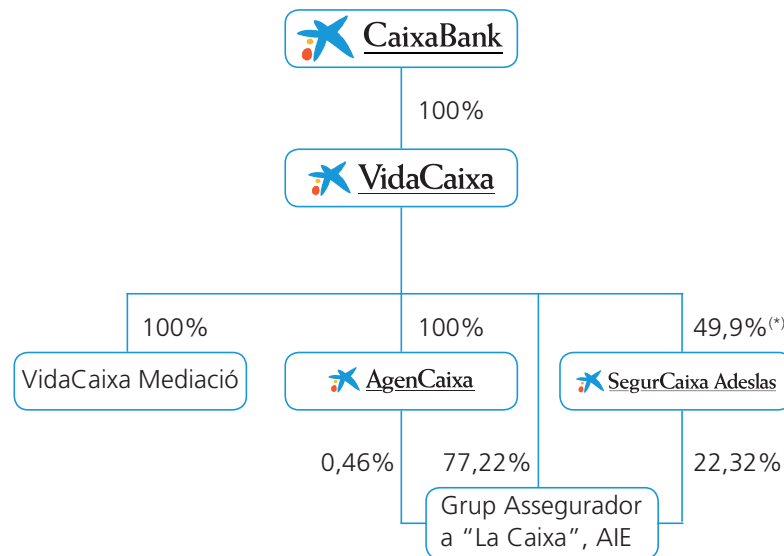 CaixaBank
100%
VidaCaixa
100%
100%
49,9%(*)
VidaCaixa Mediació
AgenCaixa
SegurCaixa Adeslas
0,46%
77,22%
22,32%
Grup Assegurador
a “La Caixa”, AIE